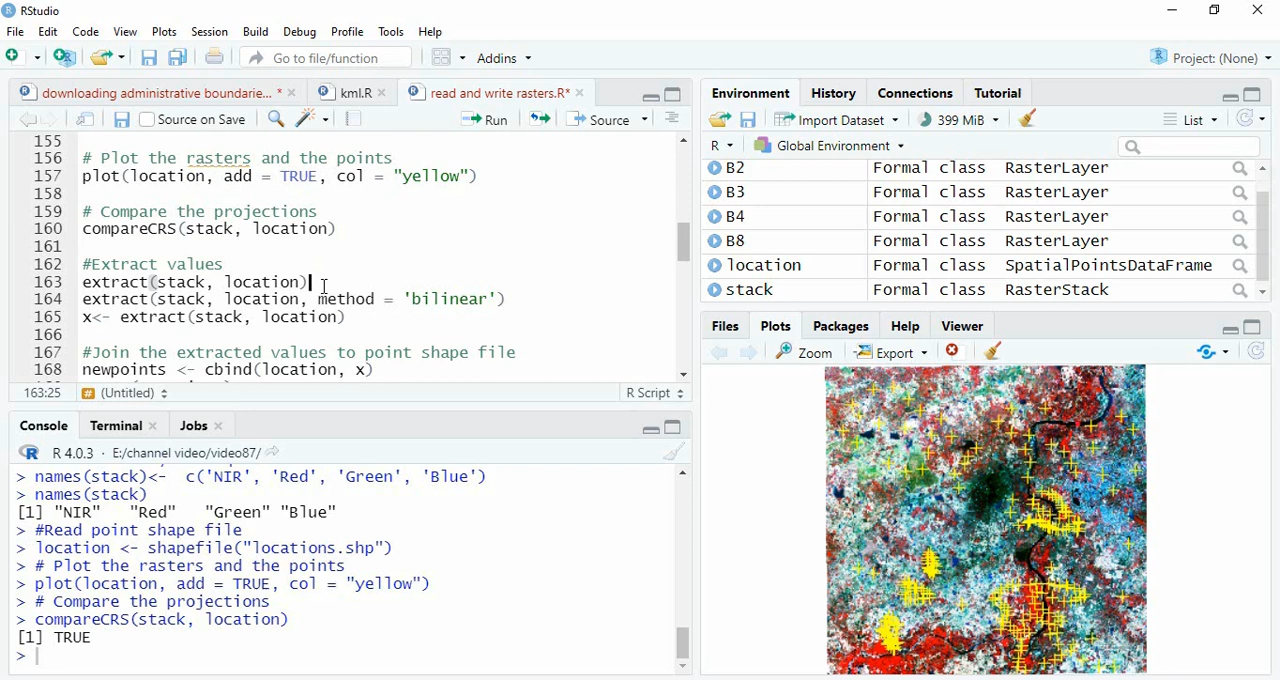 RStudio
File Edit Code View Plots Session Build Debug Profile Tools Help
Go to file/function Addins Project: (None)
downloading administrative boundarie... * kml.R read and write rasters.R*
Source on Save Run Source
155
156 # Plot the rasters and the points
157 plot(location, add = TRUE, col = "yellow")
158
159 # Compare the projections
160 compareCRS(stack, location)
161
162 #Extract values
163 extract(stack, location)
164 extract(stack, location, method = 'bilinear')
165 x<- extract(stack, location)
166
167 #Join the extracted values to point shape file
168 newpoints <- cbind(location, x)
163:25 # (Untitled) R Script
Console Terminal Jobs
R R 4.0.3 · E:/channel video/video87/
> names(stack)<- c('NIR', 'Red', 'Green', 'Blue')
> names(stack)
[1] "NIR" "Red" "Green" "Blue"
> #Read point shape file
> location <- shapefile("locations.shp")
> # Plot the rasters and the points
> plot(location, add = TRUE, col = "yellow")
> # Compare the projections
> compareCRS(stack, location)
[1] TRUE
>
Environment History Connections Tutorial
Import Dataset 399 MiB List
R Global Environment
B2 Formal class RasterLayer
B3 Formal class RasterLayer
B4 Formal class RasterLayer
B8 Formal class RasterLayer
location Formal class SpatialPointsDataFrame
stack Formal class RasterStack
Files Plots Packages Help Viewer
Zoom Export